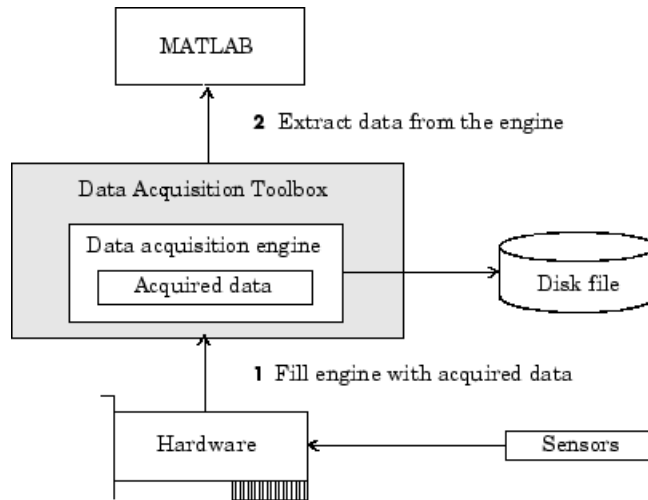 MATLAB
2 Extract data from the engine
Data Acquisition Toolbox
Data acquisition engine
Acquired data
Disk file
1 Fill engine with acquired data
Hardware
Sensors